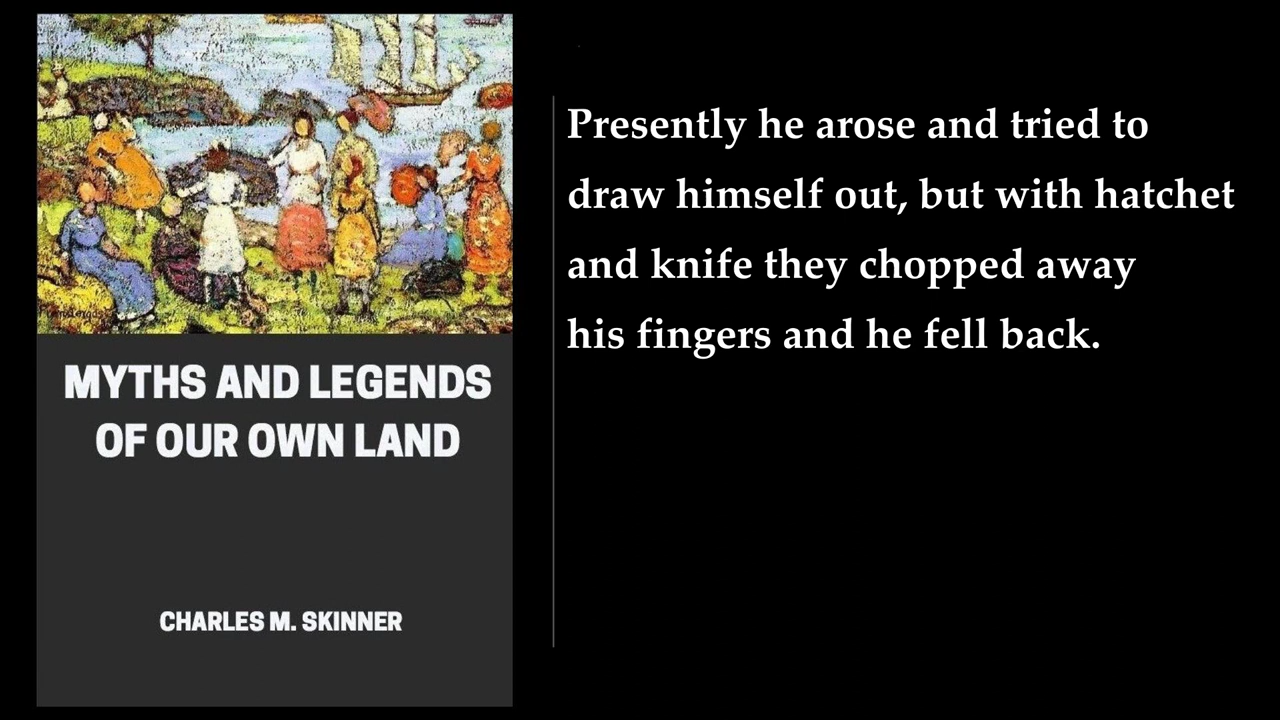 MYTHS AND LEGENDS
OF OUR OWN LAND
CHARLES M. SKINNER
Presently he arose and tried to
draw himself out, but with hatchet
and knife they chopped away
his fingers and he fell back.